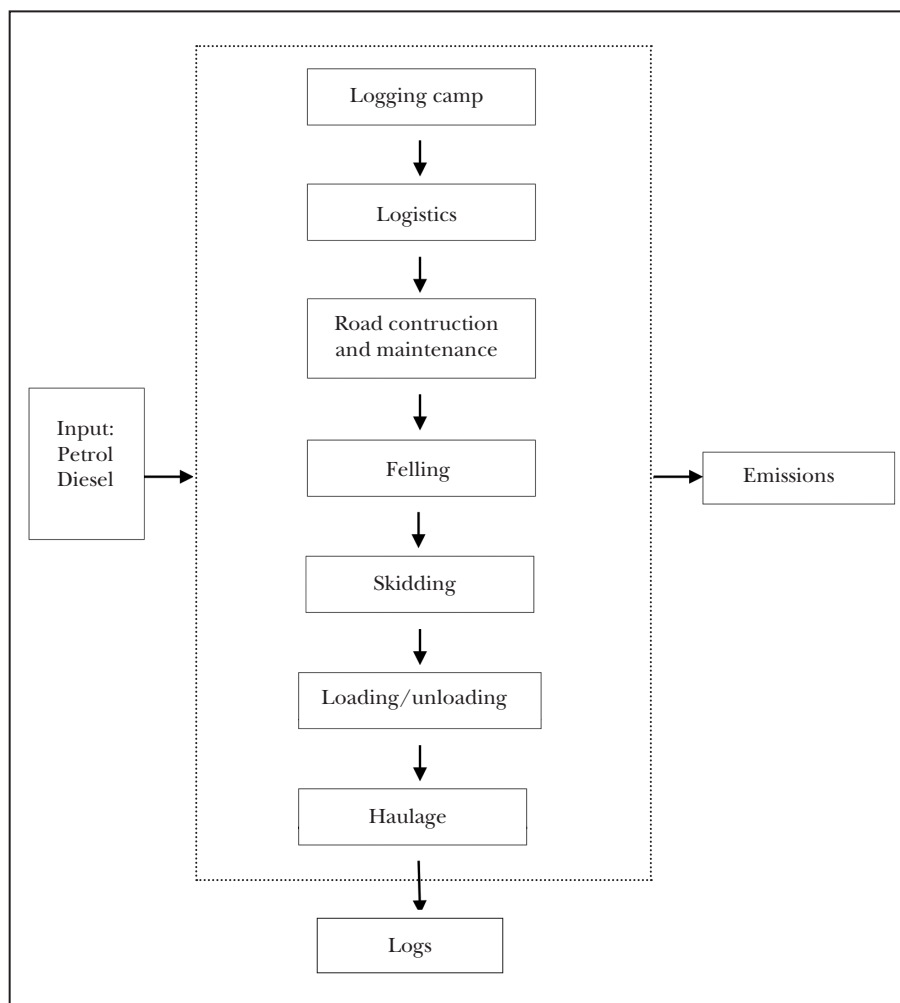 Logging camp
Logistics
Road contruction
and maintenance
Input:
Petrol
Diesel
Felling
Emissions
Skidding
Loading/unloading
Haulage
Logs